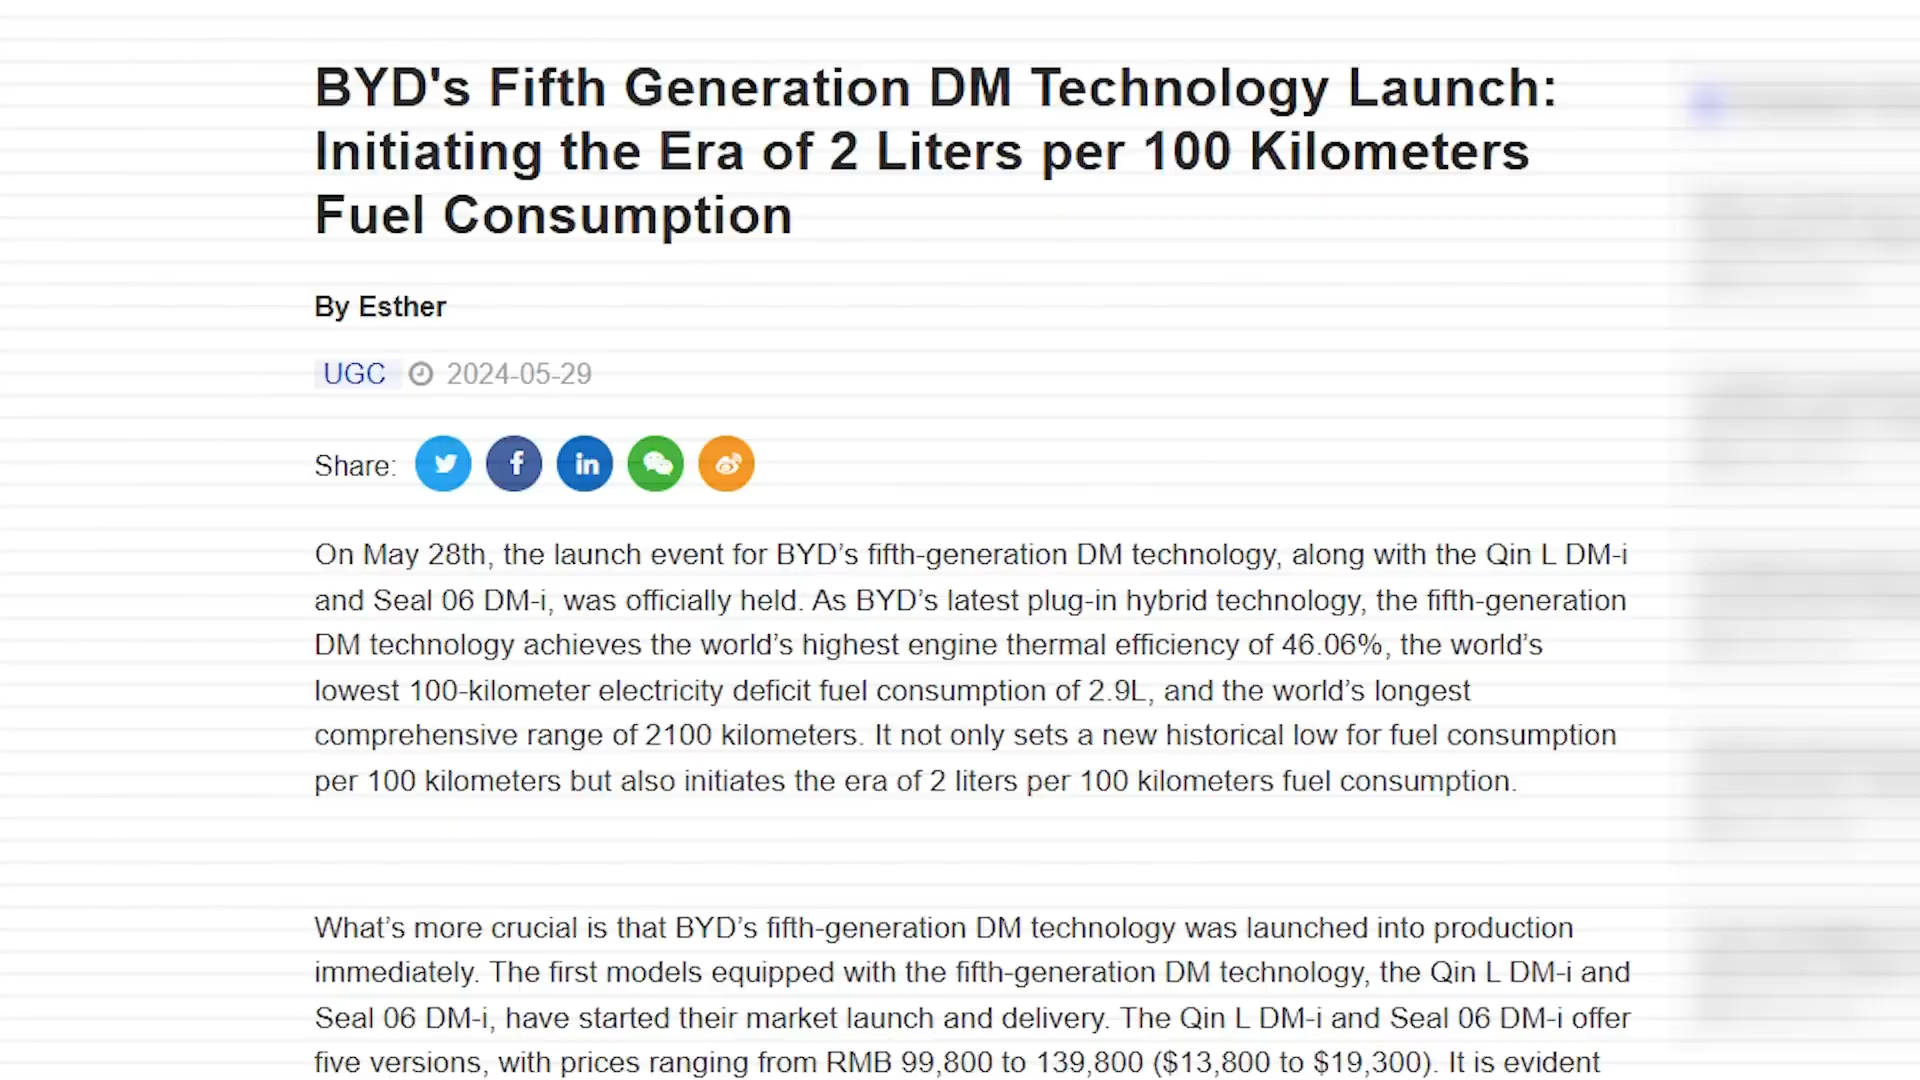 BYD's Fifth Generation DM Technology Launch:
Initiating the Era of 2 Liters per 100 Kilometers
Fuel Consumption
By Esther
UGC 2024-05-29
Share: f in
On May 28th, the launch event for BYD’s fifth-generation DM technology, along with the Qin L DM-i
and Seal 06 DM-i, was officially held. As BYD’s latest plug-in hybrid technology, the fifth-generation
DM technology achieves the world’s highest engine thermal efficiency of 46.06%, the world’s
lowest 100-kilometer electricity deficit fuel consumption of 2.9L, and the world’s longest
comprehensive range of 2100 kilometers. It not only sets a new historical low for fuel consumption
per 100 kilometers but also initiates the era of 2 liters per 100 kilometers fuel consumption.
What’s more crucial is that BYD’s fifth-generation DM technology was launched into production
immediately. The first models equipped with the fifth-generation DM technology, the Qin L DM-i and
Seal 06 DM-i, have started their market launch and delivery. The Qin L DM-i and Seal 06 DM-i offer
five versions, with prices ranging from RMB 99,800 to 139,800 ($13,800 to $19,300). It is evident